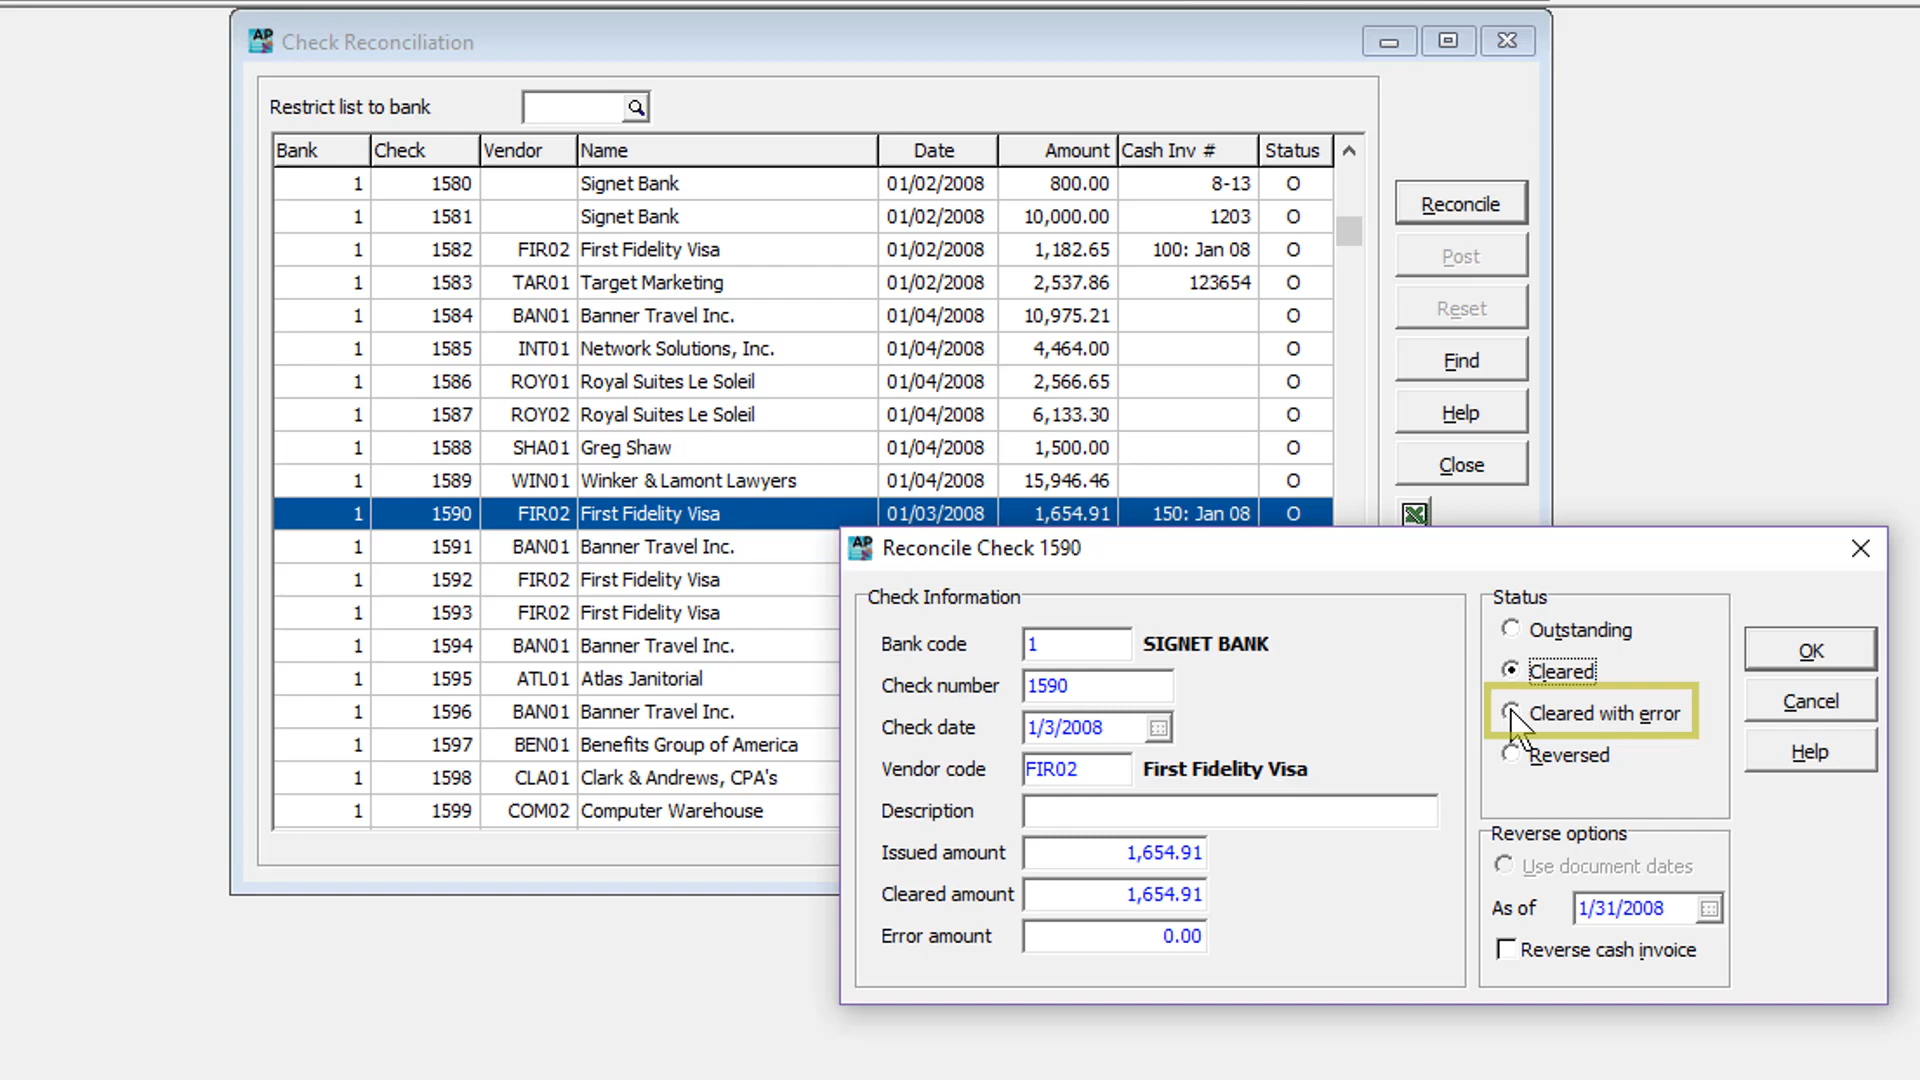 AP Check Reconciliation
Restrict list to bank
Bank Check Vendor Name Date Amount Cash Inv # Status
1 1580 Signet Bank 01/02/2008 800.00 8-13 O
1 1581 Signet Bank 01/02/2008 10,000.00 1203 O
1 1582 FIR02 First Fidelity Visa 01/02/2008 1,182.65 100: Jan 08 O
1 1583 TAR01 Target Marketing 01/02/2008 2,537.86 123654 O
1 1584 BAN01 Banner Travel Inc. 01/04/2008 10,975.21 O
1 1585 INT01 Network Solutions, Inc. 01/04/2008 4,464.00 O
1 1586 ROY01 Royal Suites Le Soleil 01/04/2008 2,566.65 O
1 1587 ROY02 Royal Suites Le Soleil 01/04/2008 6,133.30 O
1 1588 SHA01 Greg Shaw 01/04/2008 1,500.00 O
1 1589 WIN01 Winker & Lamont Lawyers 01/04/2008 15,946.46 O
1 1590 FIR02 First Fidelity Visa 01/03/2008 1,654.91 150: Jan 08 O
1 1591 BAN01 Banner Travel Inc.
1 1592 FIR02 First Fidelity Visa
1 1593 FIR02 First Fidelity Visa
1 1594 BAN01 Banner Travel Inc.
1 1595 ATL01 Atlas Janitorial
1 1596 BAN01 Banner Travel Inc.
1 1597 BEN01 Benefits Group of America
1 1598 CLA01 Clark & Andrews, CPA's
1 1599 COM02 Computer Warehouse
Reconcile
Post
Reset
Find
Help
Close
AP Reconcile Check 1590
Check Information
Bank code 1 SIGNET BANK
Check number 1590
Check date 1/3/2008
Vendor code FIR02 First Fidelity Visa
Description
Issued amount 1,654.91
Cleared amount 1,654.91
Error amount 0.00
Status
Outstanding
Cleared
Cleared with error
Reversed
Reverse options
Use document dates
As of 1/31/2008
Reverse cash invoice
OK
Cancel
Help